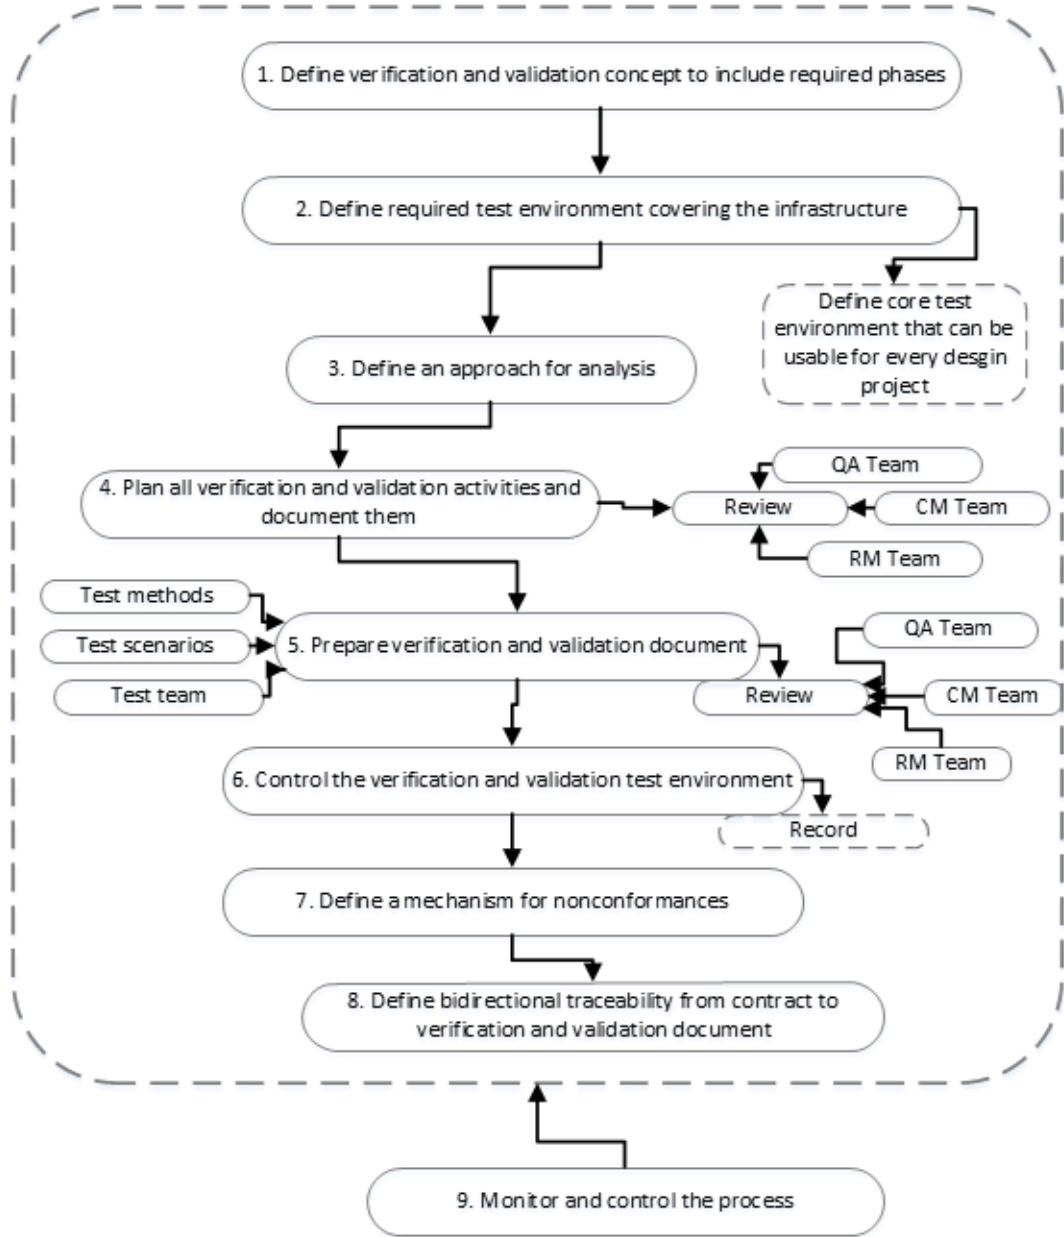 1. Define verification and validation concept to include required phases
2. Define required test environment covering the infrastructure
Define core test
environment that can be
usable for every desgin
project
3. Define an approach for analysis
QA Team
4. Plan all verification and validation activities and
document them
Review
CM Team
RM Team
Test methods
Test scenarios
Test team
5. Prepare verification and validation document
QA Team
Review
CM Team
RM Team
6. Control the verification and validation test environment
Record
7. Define a mechanism for nonconformances
8. Define bidirectional traceability from contract to
verification and validation document
9. Monitor and control the process